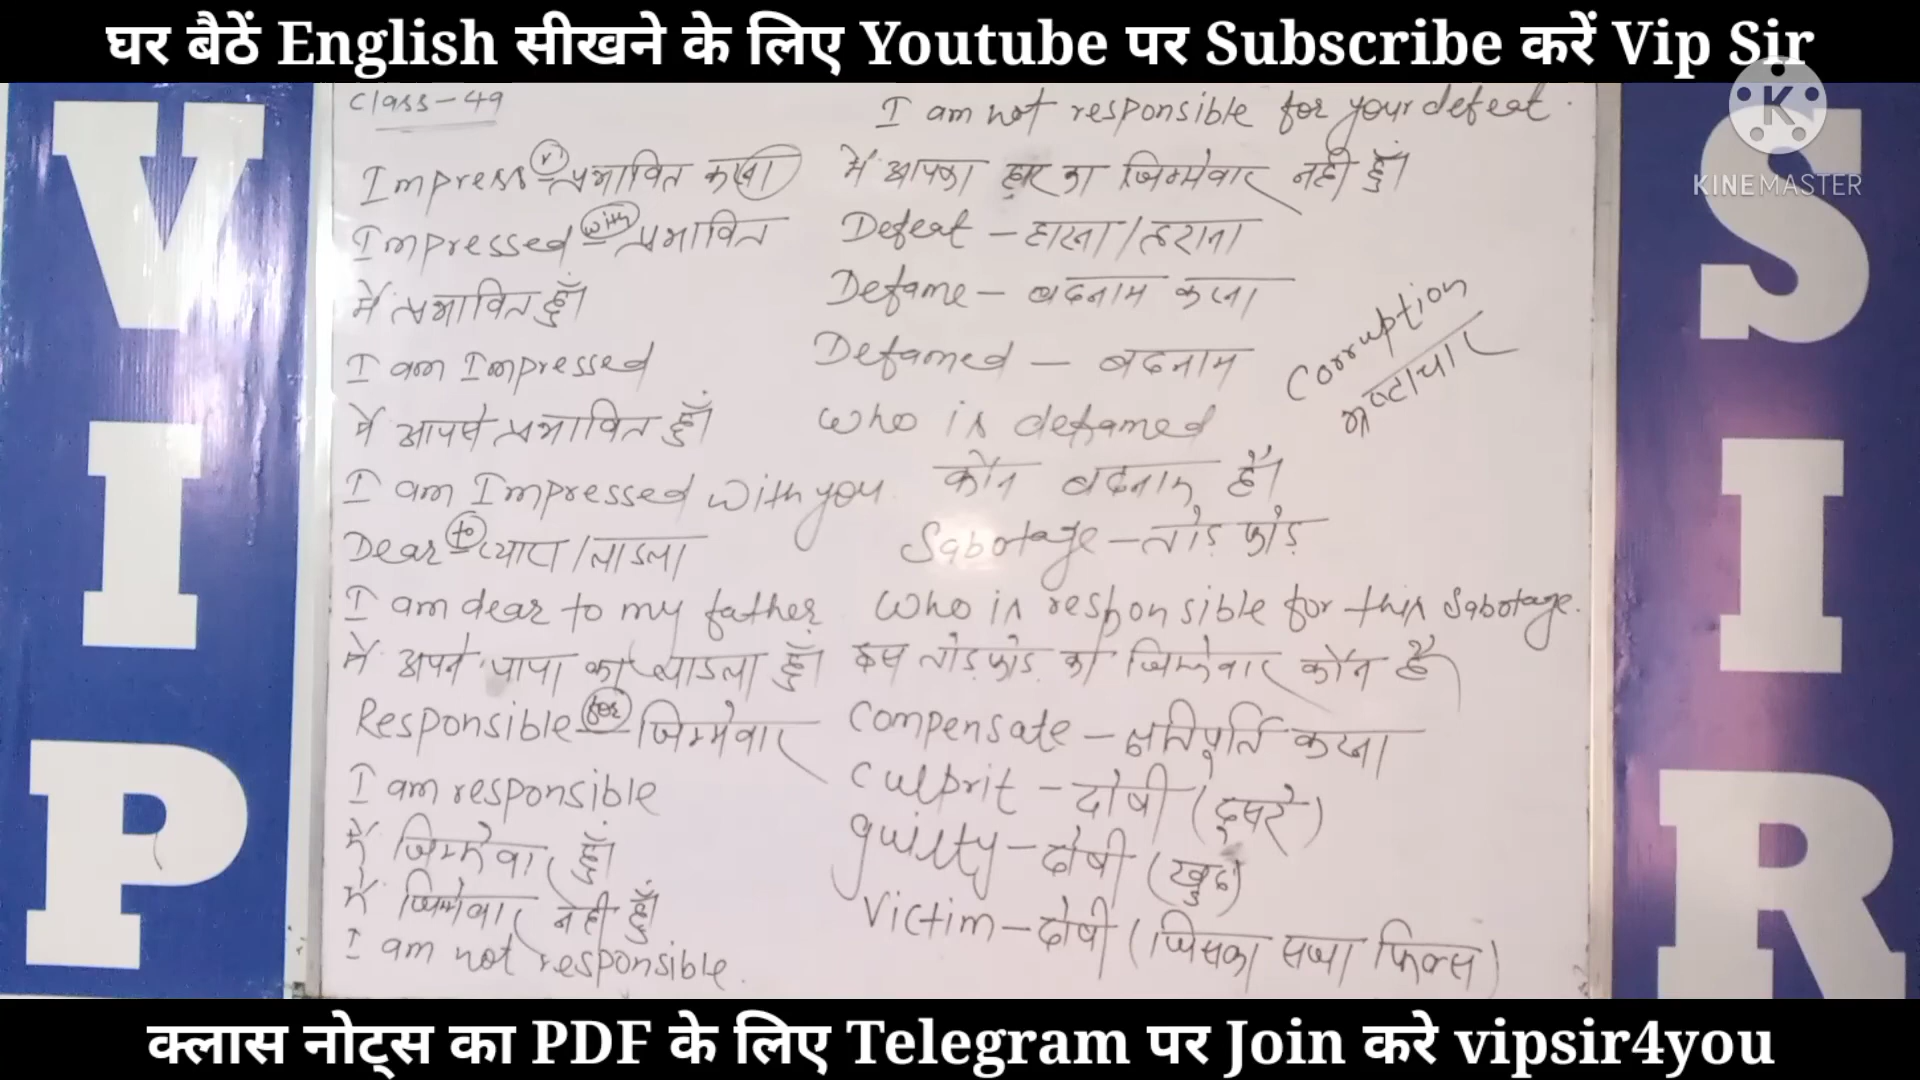 घर बैठें English सीखने के लिए Youtube पर Subscribe करें Vip Sir
VIP
SIR
KINEMASTER
Class-49
Impress (v) - प्रभावित करना
Impressed (with) - प्रभावित
मैं प्रभावित हूँ।
I am Impressed
मैं आपसे प्रभावित हूँ।
I am Impressed with you
Dear (to) - प्यारा/लाडला
I am dear to my father.
मैं अपने पापा का लाडला हूँ।
Responsible (for) - जिम्मेवार
I am responsible
मैं जिम्मेवार हूँ।
मैं जिम्मेवार नहीं हूँ।
I am not responsible.
I am not responsible for your defeat.
मैं आपका हार का जिम्मेवार नहीं हूँ।
Defeat - हारना/हराना
Defame - बदनाम करना
Defamed - बदनाम
who is defamed
कौन बदनाम है।
Corruption
भ्रष्टाचार
Sabotage - तोड़ फोड़
who is responsible for this sabotage.
इस तोड़ फोड़ का जिम्मेवार कौन है
Compensate - क्षतिपूर्ति करना
Culprit - दोषी (दूसरे)
guilty - दोषी (खुद)
Victim - दोषी (जिसका सजा फिक्स)
क्लास नोट्स का PDF के लिए Telegram पर Join करे vipsir4you